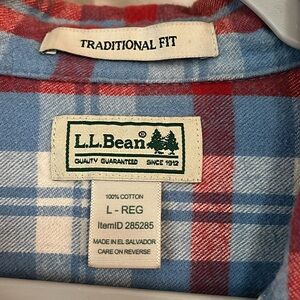 TRADITIONAL FIT
L.L.Bean®
QUALITY GUARANTEED SINCE 1912
100% COTTON
L - REG
ItemID 285285
MADE IN EL SALVADOR
CARE ON REVERSE